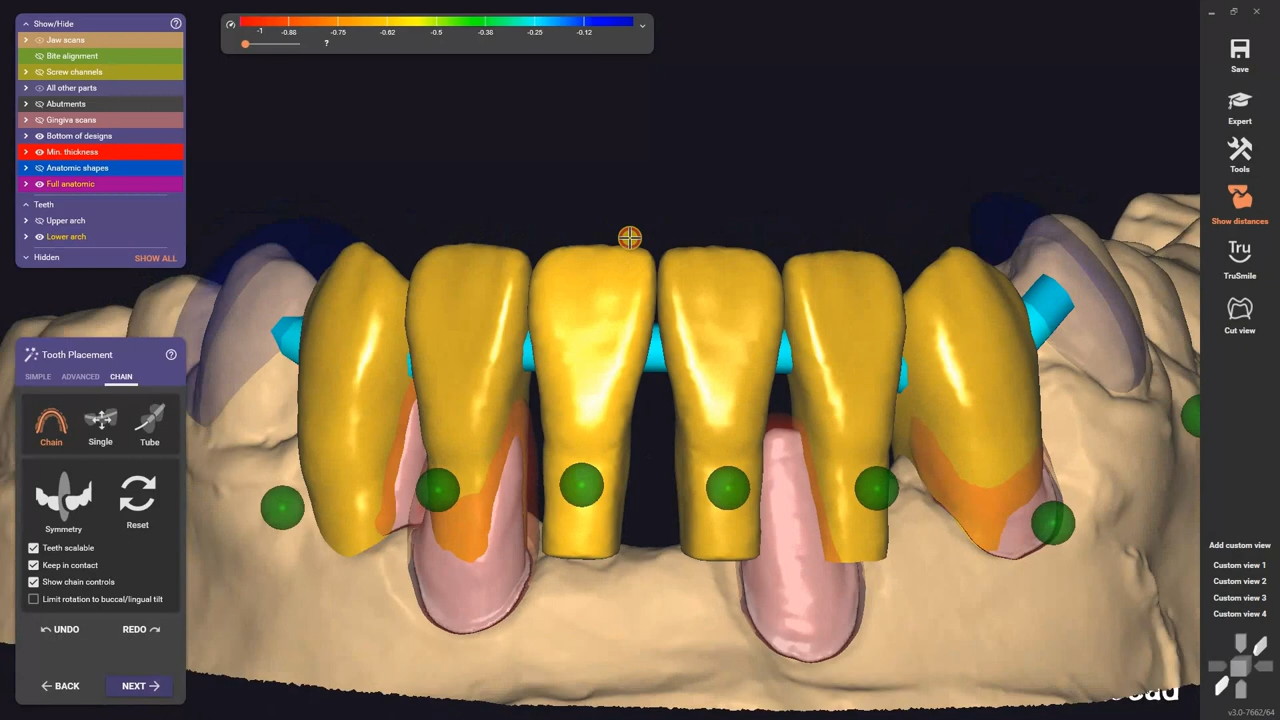 Show/Hide
Jaw scans
Bite alignment
Screw channels
All other parts
Abutments
Gingiva scans
Bottom of designs
Min. thickness
Anatomic shapes
Full anatomic
Teeth
Upper arch
Lower arch
Hidden SHOW ALL
-1 -0.88 -0.75 -0.62 -0.5 -0.38 -0.25 -0.12
?
Tooth Placement
SIMPLE ADVANCED CHAIN
Chain Single Tube
Symmetry Reset
Teeth scalable
Keep in contact
Show chain controls
Limit rotation to buccal/lingual tilt
UNDO REDO
BACK NEXT
Save
Expert
Tools
Show distances
Tru
TruSmile
Cut view
Add custom view
Custom view 1
Custom view 2
Custom view 3
Custom view 4
v3.0-7662/64